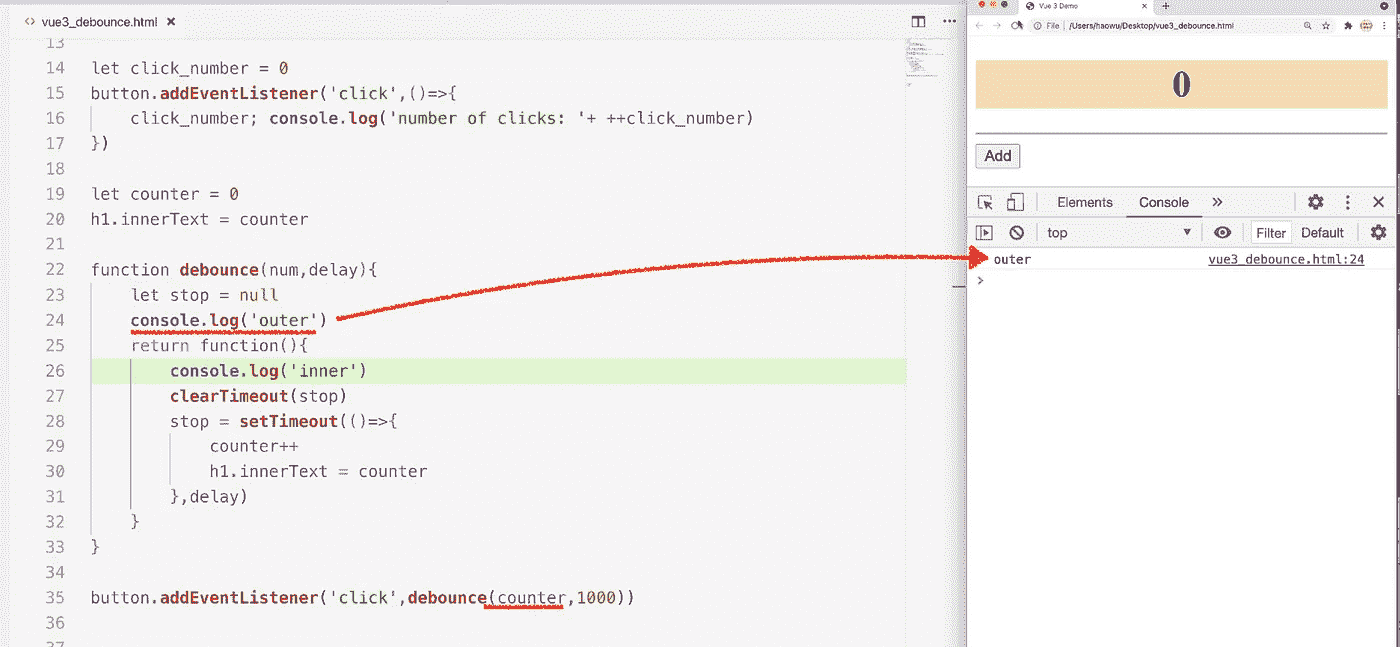 vue3_debounce.html
13
14 let click_number = 0
15 button.addEventListener('click',()=>{
16 click_number; console.log('number of clicks: '+ ++click_number)
17 })
18
19 let counter = 0
20 h1.innerText = counter
21
22 function debounce(num,delay){
23 let stop = null
24 console.log('outer')
25 return function(){
26 console.log('inner')
27 clearTimeout(stop)
28 stop = setTimeout(()=>{
29 counter++
30 h1.innerText = counter
31 },delay)
32 }
33 }
34
35 button.addEventListener('click',debounce(counter,1000))
36
37
Vue 3 Demo
File /Users/haowu/Desktop/vue3_debounce.html
0
Add
Elements Console
top Filter Default
outer vue3_debounce.html:24